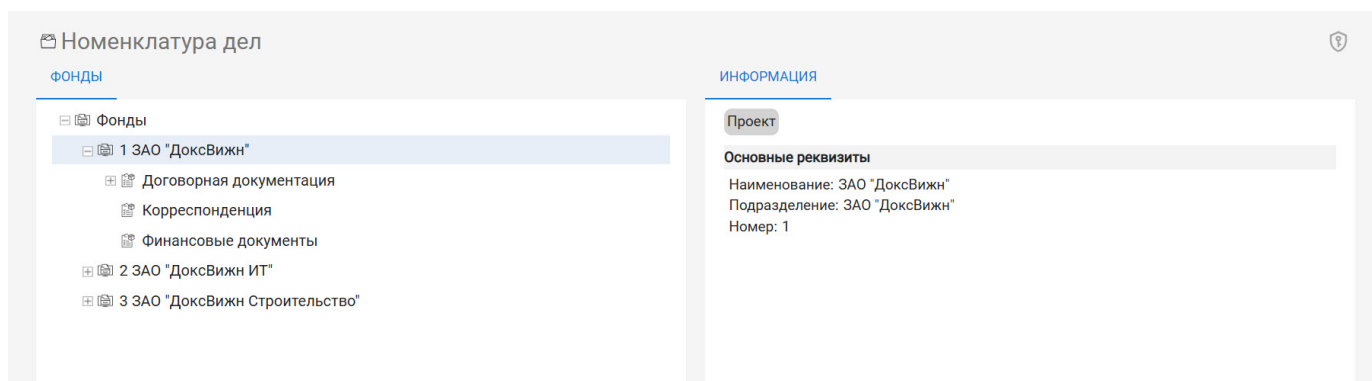 Номенклатура дел
ФОНДЫ
Фонды
1 ЗАО "ДоксВижн"
Договорная документация
Корреспонденция
Финансовые документы
2 ЗАО "ДоксВижн ИТ"
3 ЗАО "ДоксВижн Строительство"
ИНФОРМАЦИЯ
Проект
Основные реквизиты
Наименование: ЗАО "ДоксВижн"
Подразделение: ЗАО "ДоксВижн"
Номер: 1